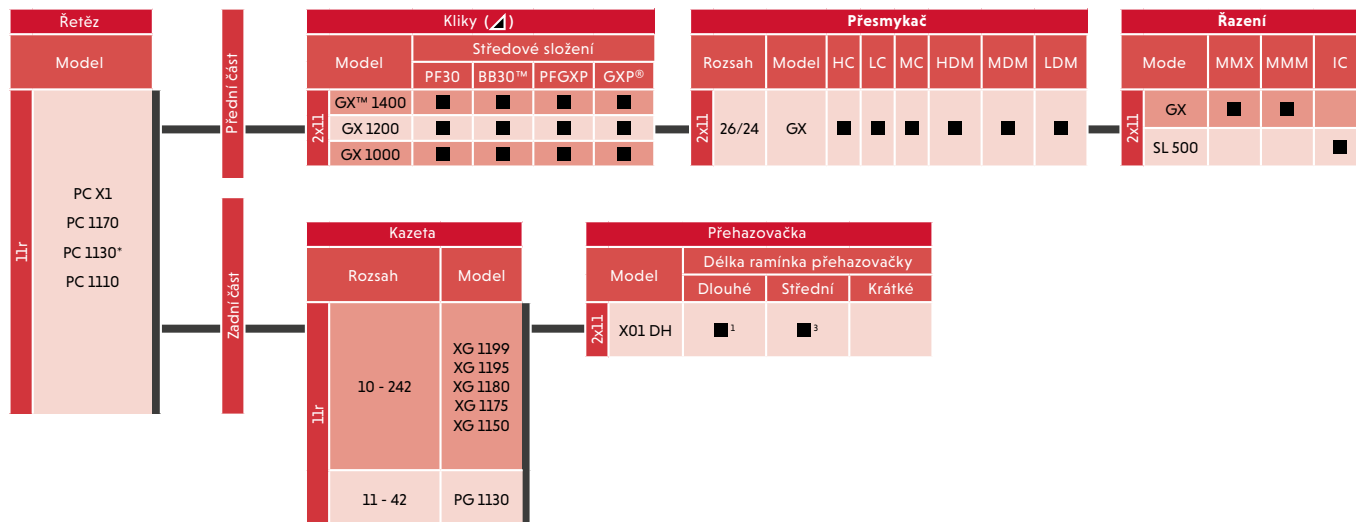 Řetěz
Model
11r
PC X1
PC 1170
PC 1130*
PC 1110
Přední část
Kliky ( )
Model
Středové složení
PF30 BB30™ PFGXP GXP®
2x11
GX™ 1400 ■ ■ ■ ■
GX 1200 ■ ■ ■ ■
GX 1000 ■ ■ ■ ■
Přesmykač
Rozsah Model HC LC MC HDM MDM LDM
2x11
26/24 GX ■ ■ ■ ■ ■ ■
Řazení
Mode MMX MMM IC
2x11
GX ■ ■
SL 500 ■
Zadní část
Kazeta
Rozsah Model
11r
10 - 242
XG 1199
XG 1195
XG 1180
XG 1175
XG 1150
11 - 42 PG 1130
Přehazovačka
Model
Délka ramínka přehazovačky
Dlouhé Střední Krátké
2x11
X01 DH ■ 1 ■ 3